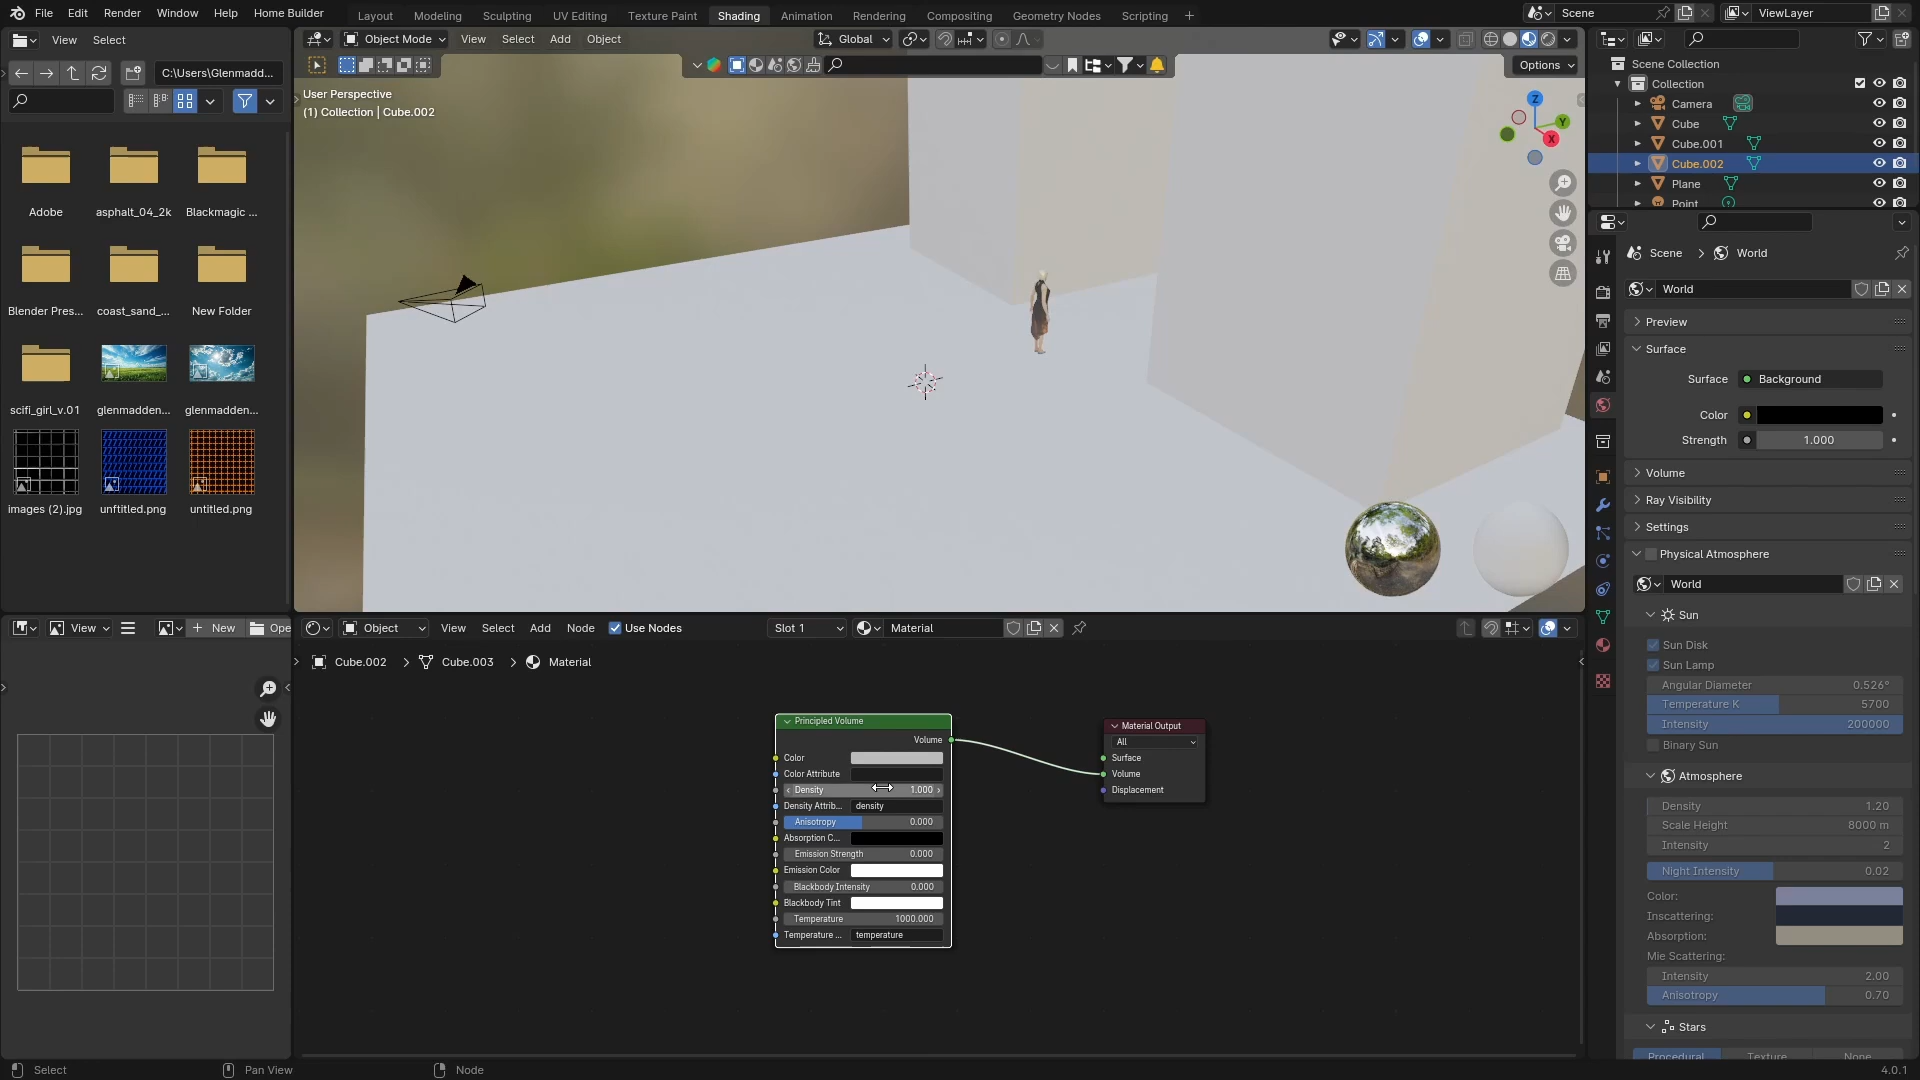 File Edit Render Window Help Home Builder
Layout Modeling Sculpting UV Editing Texture Paint Shading Animation Rendering Compositing Geometry Nodes Scripting +
Scene
ViewLayer
View Select
C:\Users\Glenmadd...
Adobe
asphalt_04_2k
Blackmagic ...
Blender Pres...
coast_sand_...
New Folder
scifi_girl_v.01
glenmadden...
glenmadden...
images (2).jpg
unftitled.png
untitled.png
Object Mode View Select Add Object
Global
Options
User Perspective
(1) Collection | Cube.002
Z
Y
X
Scene Collection
Collection
Camera
Cube
Cube.001
Cube.002
Plane
Point
Scene > World
World
Preview
Surface
Surface Background
Color
Strength 1.000
Volume
Ray Visibility
Settings
Physical Atmosphere
World
Sun
Sun Disk
Sun Lamp
Angular Diameter 0.526°
Temperature K 5700
Intensity 200000
Binary Sun
Atmosphere
Density 1.20
Scale Height 8000 m
Intensity 2
Night Intensity 0.02
Color:
Inscattering:
Absorption:
Mie Scattering:
Intensity 2.00
Anisotropy 0.70
Stars
Procedural Texture None
View
+ New
Ope
Object View Select Add Node Use Nodes
Slot 1
Material
Cube.002 > Cube.003 > Material
Principled Volume
Volume
Color
Color Attribute
Density 1.000
Density Attrib... density
Anisotropy 0.000
Absorption C...
Emission Strength 0.000
Emission Color
Blackbody Intensity 0.000
Blackbody Tint
Temperature 1000.000
Temperature ... temperature
Material Output
All
Surface
Volume
Displacement
Select
Pan View
Node
4.0.1